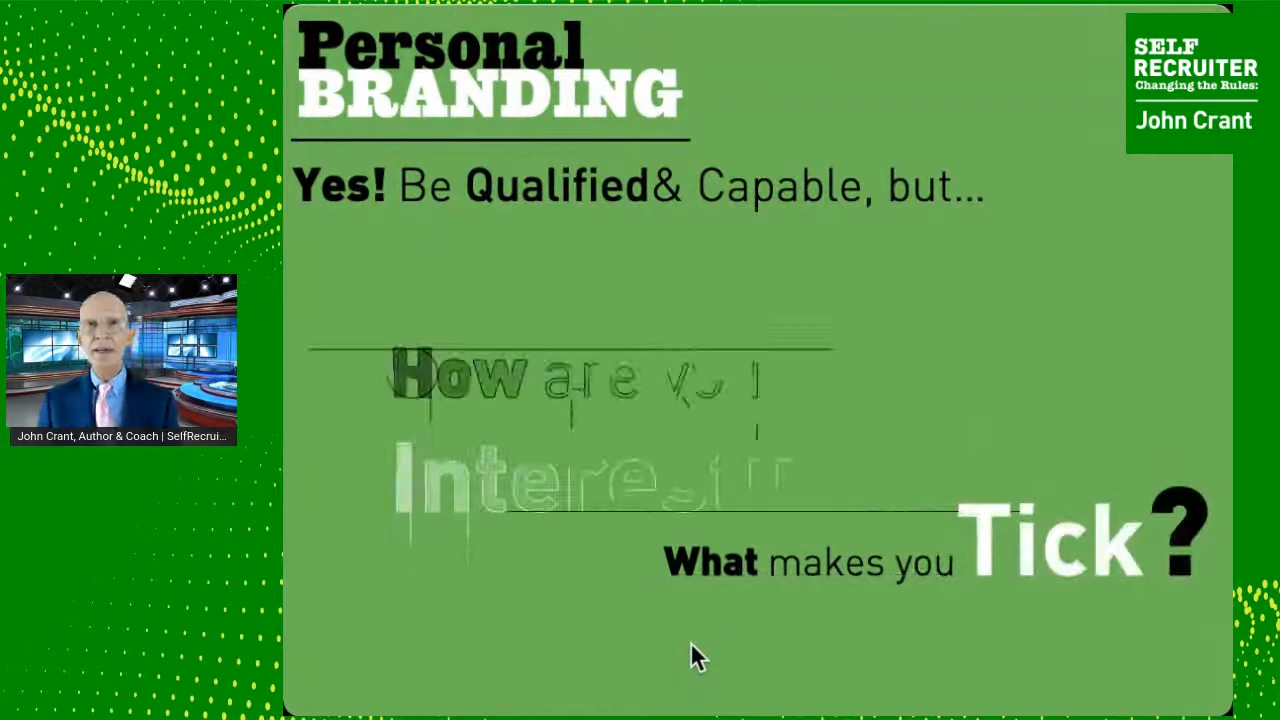 Personal
BRANDING
Yes! Be Qualified& Capable, but...
How are
What makes you Tick?
SELF
RECRUITER
Changing the Rules:
John Crant
John Crant, Author & Coach | SelfRecrui...